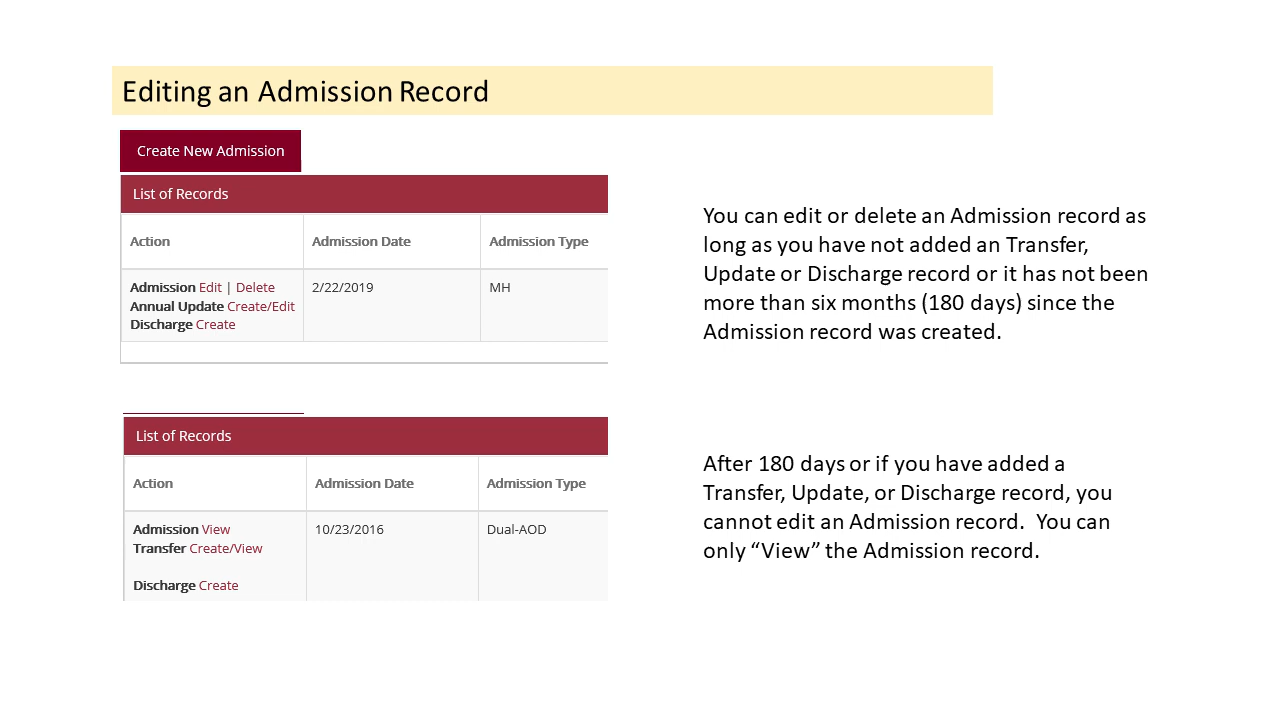 Editing an Admission Record
Create New Admission
List of Records
Action Admission Date Admission Type
Admission Edit | Delete 2/22/2019 MH
Annual Update Create/Edit
Discharge Create
You can edit or delete an Admission record as
long as you have not added an Transfer,
Update or Discharge record or it has not been
more than six months (180 days) since the
Admission record was created.
List of Records
Action Admission Date Admission Type
Admission View 10/23/2016 Dual-AOD
Transfer Create/View
Discharge Create
After 180 days or if you have added a
Transfer, Update, or Discharge record, you
cannot edit an Admission record.  You can
only “View” the Admission record.